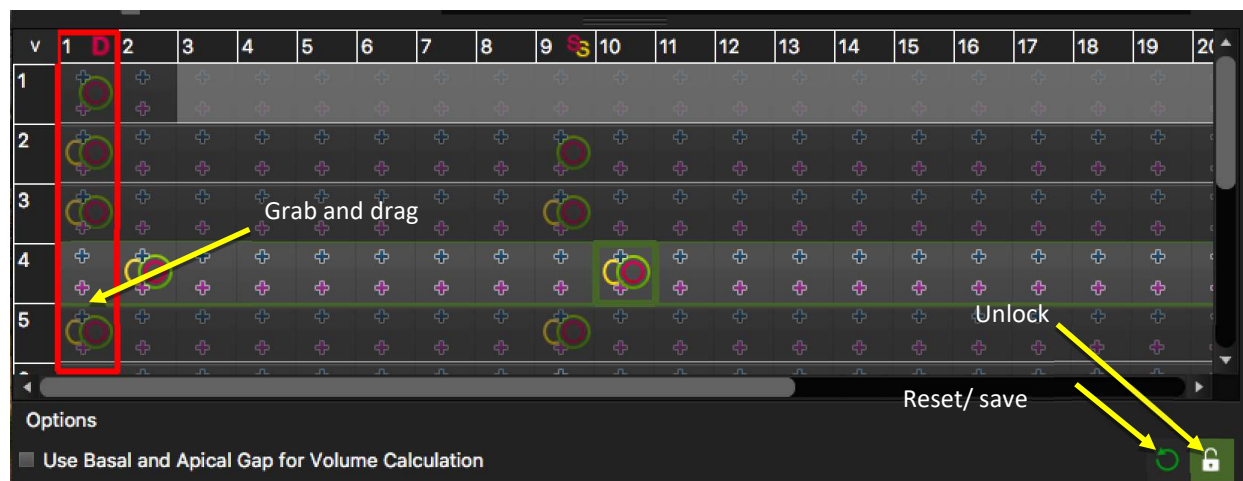 v 1 D 2 3 4 5 6 7 8 9 SS 10 11 12 13 14 15 16 17 18 19
1
2
3
Grab and drag
4
5
Unlock
Reset/ save
Options
Use Basal and Apical Gap for Volume Calculation